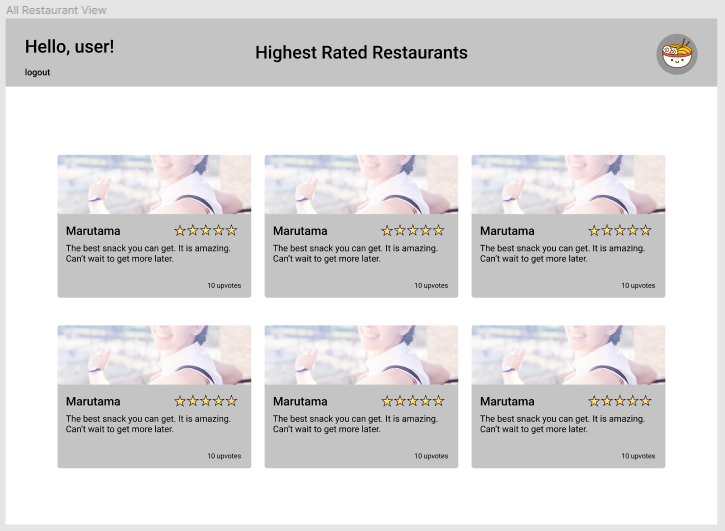 All Restaurant View
Hello, user!
logout
Highest Rated Restaurants
Marutama
The best snack you can get. It is amazing.
Can't wait to get more later.
10 upvotes
Marutama
The best snack you can get. It is amazing.
Can't wait to get more later.
10 upvotes
Marutama
The best snack you can get. It is amazing.
Can't wait to get more later.
10 upvotes
Marutama
The best snack you can get. It is amazing.
Can't wait to get more later.
10 upvotes
Marutama
The best snack you can get. It is amazing.
Can't wait to get more later.
10 upvotes
Marutama
The best snack you can get. It is amazing.
Can't wait to get more later.
10 upvotes